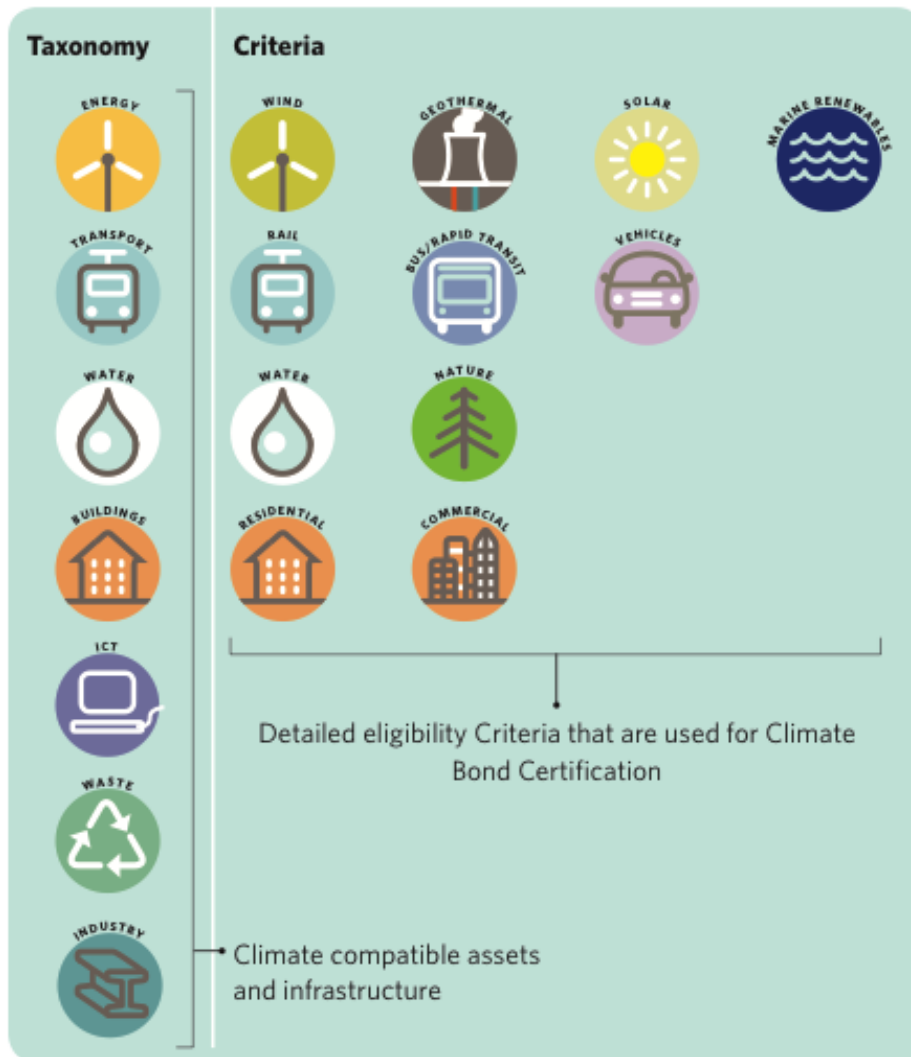 Taxonomy
Criteria
ENERGY
WIND
GEOTHERMAL
SOLAR
MARINE RENEWABLES
TRANSPORT
RAIL
BUS/RAPID TRANSIT
VEHICLES
WATER
WATER
NATURE
BUILDINGS
RESIDENTIAL
COMMERCIAL
ICT
Detailed eligibility Criteria that are used for Climate
Bond Certification
WASTE
INDUSTRY
Climate compatible assets
and infrastructure